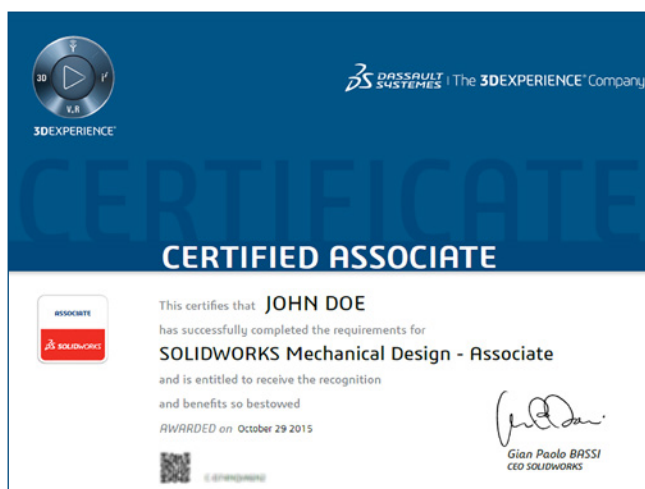 3D
V,R
3DEXPERIENCE®
DASSAULT SYSTEMES | The 3DEXPERIENCE® Company
CERTIFICATE
CERTIFIED ASSOCIATE
ASSOCIATE
SOLIDWORKS
This certifies that JOHN DOE
has successfully completed the requirements for
SOLIDWORKS Mechanical Design - Associate
and is entitled to receive the recognition
and benefits so bestowed
AWARDED on October 29 2015
Gian Paolo BASSI
CEO SOLIDWORKS